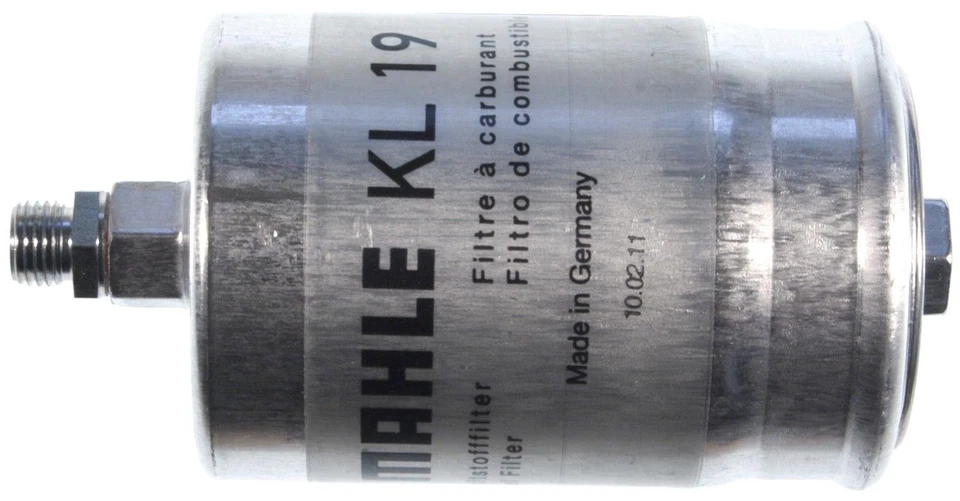 MAHLE KL 19
stofffilter Filtre à carburant
Filter Filtro de combustib
Made in Germany
10.02.11